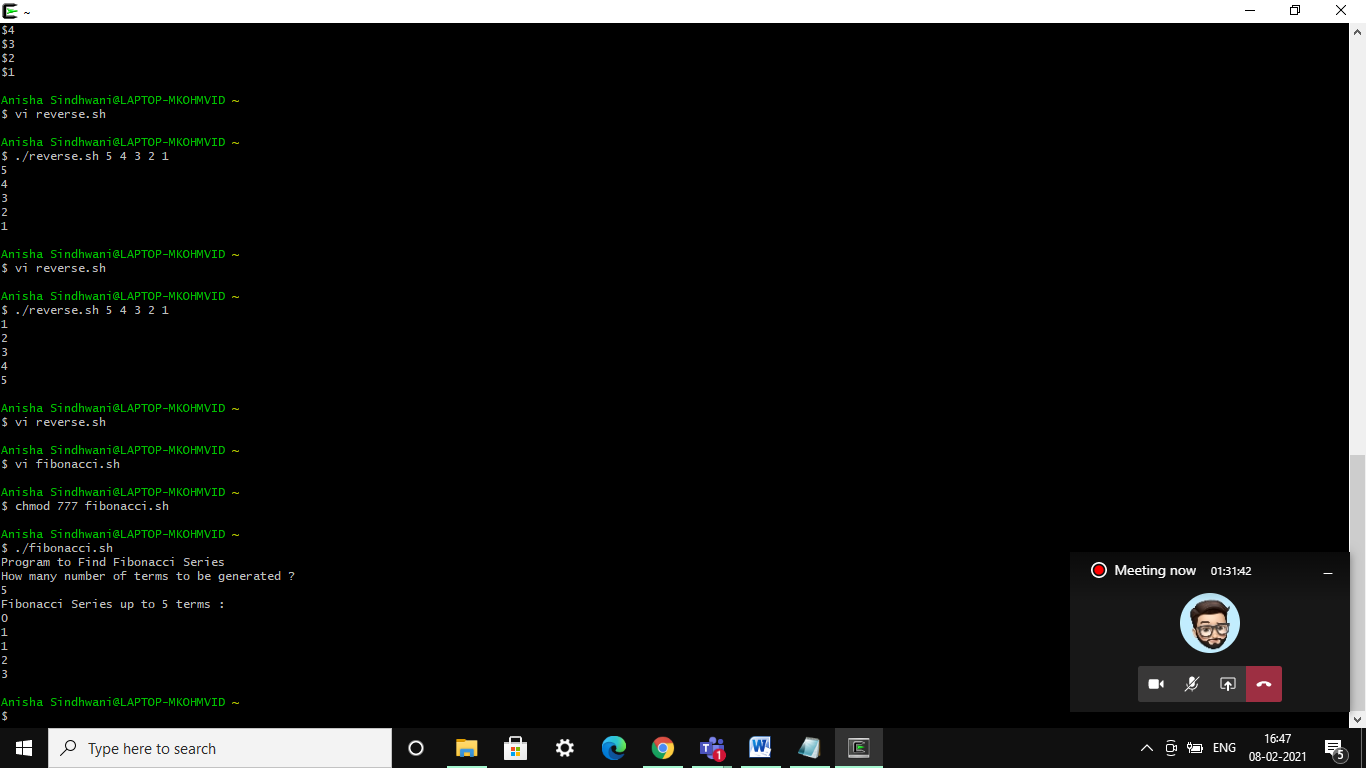 ~
$4
$3
$2
$1
Anisha Sindhwani@LAPTOP-MKOHMVID ~
$ vi reverse.sh
Anisha Sindhwani@LAPTOP-MKOHMVID ~
$ ./reverse.sh 5 4 3 2 1
5
4
3
2
1
Anisha Sindhwani@LAPTOP-MKOHMVID ~
$ vi reverse.sh
Anisha Sindhwani@LAPTOP-MKOHMVID ~
$ ./reverse.sh 5 4 3 2 1
1
2
3
4
5
Anisha Sindhwani@LAPTOP-MKOHMVID ~
$ vi reverse.sh
Anisha Sindhwani@LAPTOP-MKOHMVID ~
$ vi fibonacci.sh
Anisha Sindhwani@LAPTOP-MKOHMVID ~
$ chmod 777 fibonacci.sh
Anisha Sindhwani@LAPTOP-MKOHMVID ~
$ ./fibonacci.sh
Program to Find Fibonacci Series
How many number of terms to be generated ?
5
Fibonacci Series up to 5 terms :
0
1
1
2
3
Anisha Sindhwani@LAPTOP-MKOHMVID ~
$
Meeting now 01:31:42
Type here to search
1
ENG
16:47
08-02-2021
5